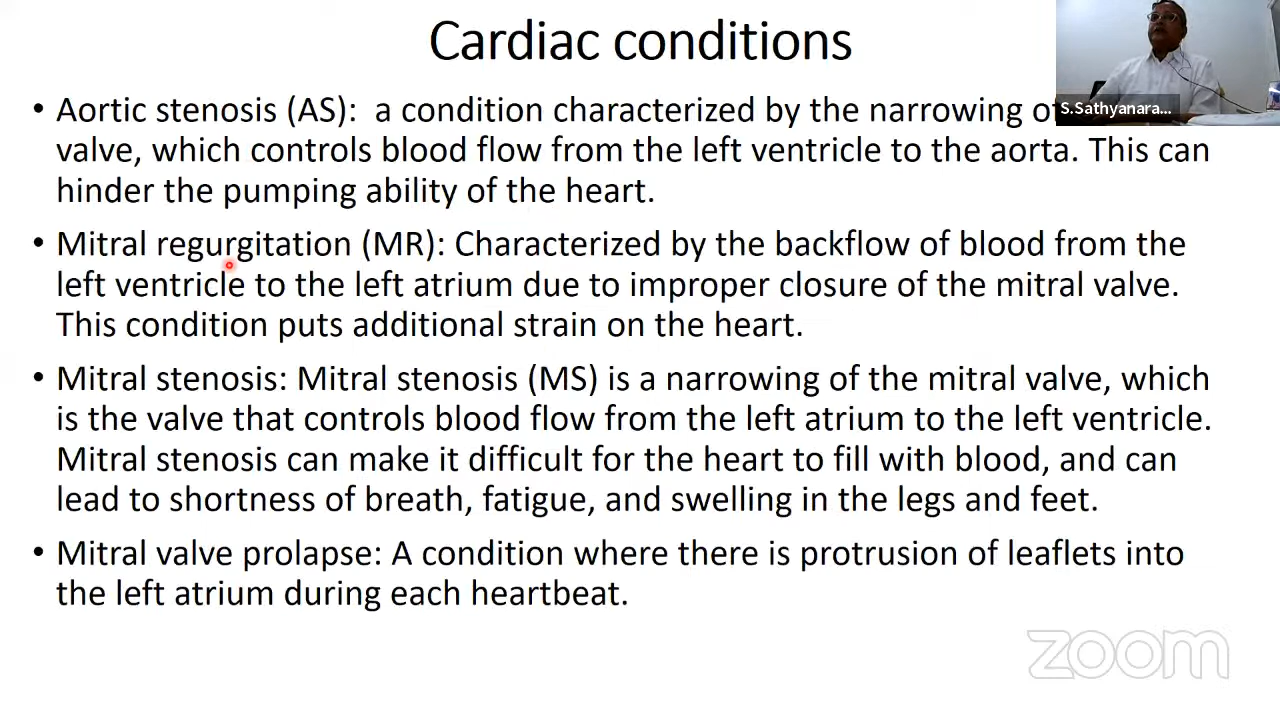 Cardiac conditions
• Aortic stenosis (AS):  a condition characterized by the narrowing of
valve, which controls blood flow from the left ventricle to the aorta. This can
hinder the pumping ability of the heart.
• Mitral regurgitation (MR): Characterized by the backflow of blood from the
left ventricle to the left atrium due to improper closure of the mitral valve.
This condition puts additional strain on the heart.
• Mitral stenosis: Mitral stenosis (MS) is a narrowing of the mitral valve, which
is the valve that controls blood flow from the left atrium to the left ventricle.
Mitral stenosis can make it difficult for the heart to fill with blood, and can
lead to shortness of breath, fatigue, and swelling in the legs and feet.
• Mitral valve prolapse: A condition where there is protrusion of leaflets into
the left atrium during each heartbeat.
S.Sathyanara...
zoom